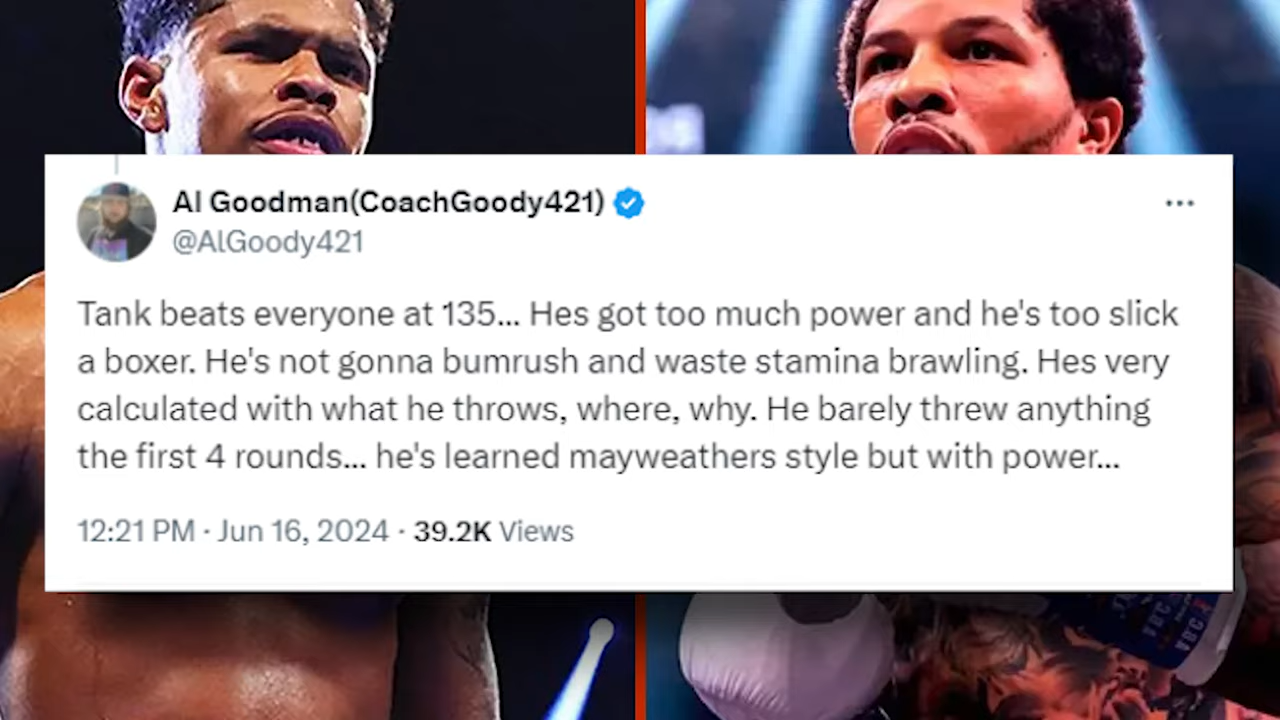 Al Goodman(CoachGoody421)
@AlGoody421
Tank beats everyone at 135... Hes got too much power and he's too slick
a boxer. He's not gonna bumrush and waste stamina brawling. Hes very
calculated with what he throws, where, why. He barely threw anything
the first 4 rounds... he's learned mayweathers style but with power...
12:21 PM · Jun 16, 2024 · 39.2K Views